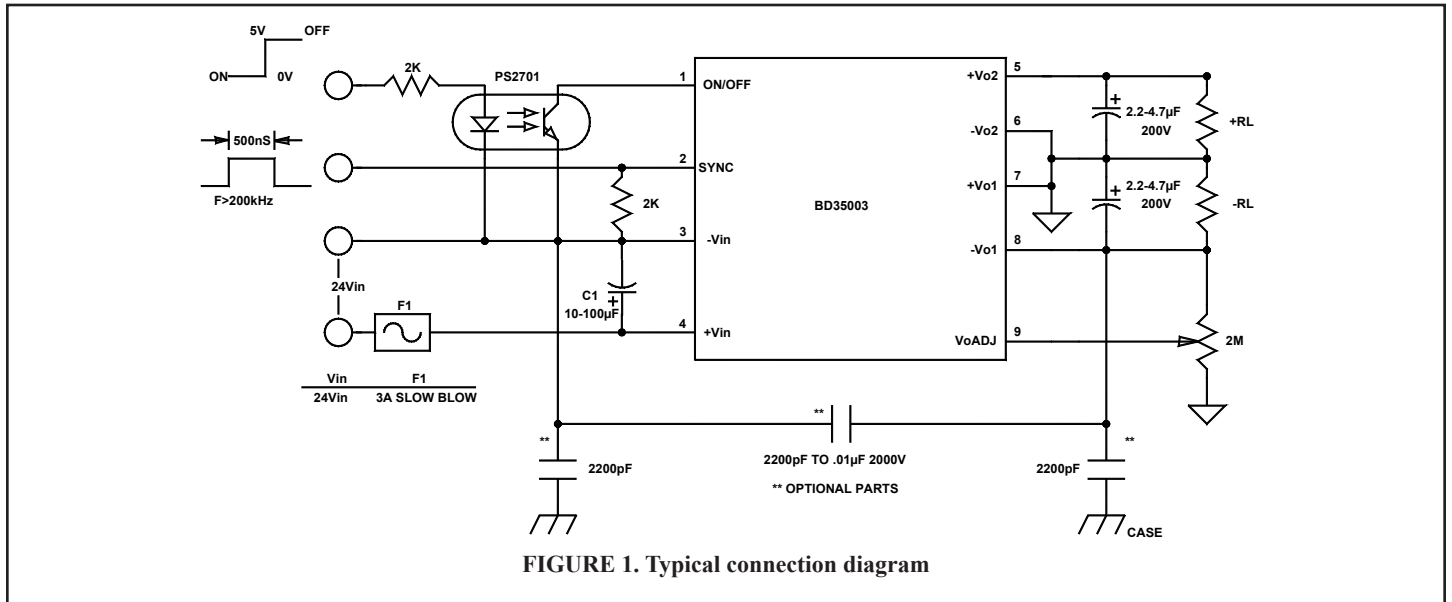 5V OFF
ON 0V
2K
PS2701
500nS
F>200kHz
2K
24Vin
F1
C1
10-100µF
+
Vin F1
24Vin 3A SLOW BLOW
1 ON/OFF
2 SYNC
3 -Vin
4 +Vin
BD35003
+Vo2 5
-Vo2 6
+Vo1 7
-Vo1 8
VoADJ 9
+
2.2-4.7µF
200V
+RL
+
2.2-4.7µF
200V
-RL
2M
**
2200pF
**
2200pF TO .01µF 2000V
** OPTIONAL PARTS
**
2200pF
CASE
FIGURE 1. Typical connection diagram